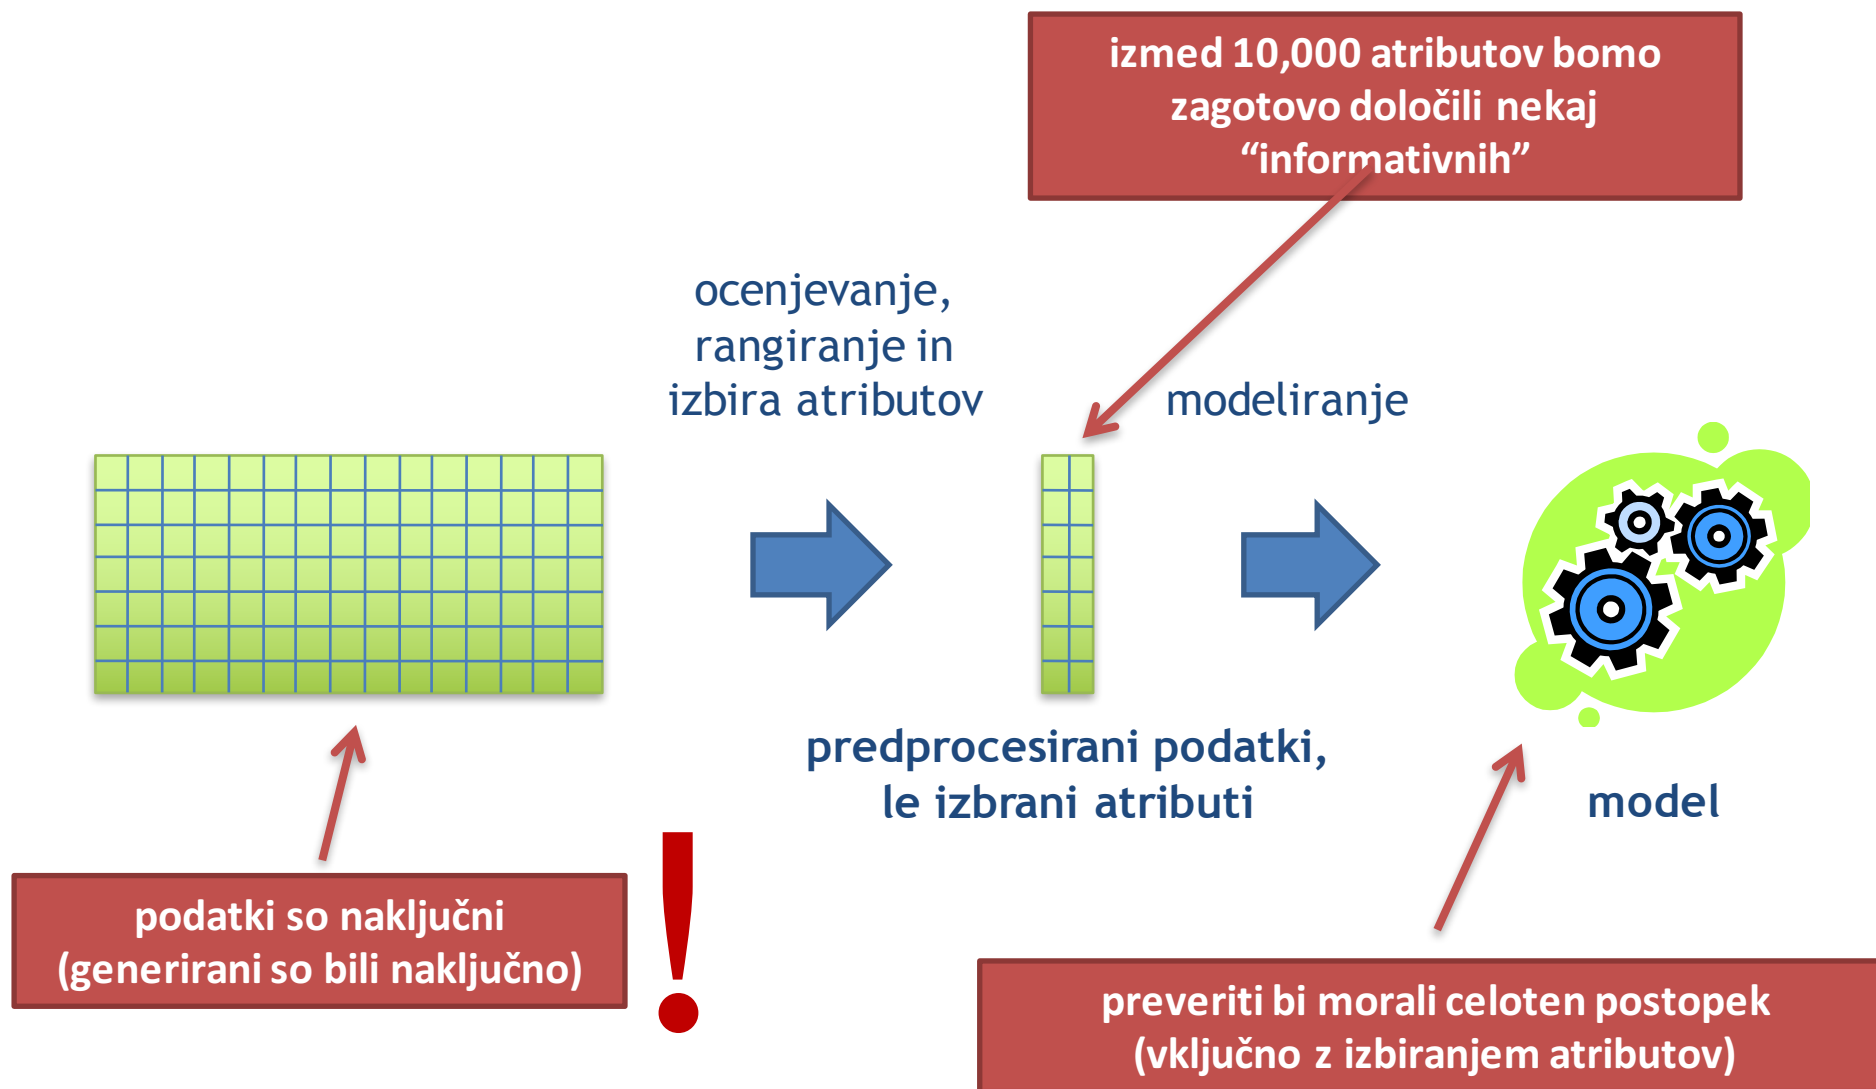 izmed 10,000 atributov bomo
zagotovo določili nekaj
“informativnih”
ocenjevanje,
rangiranje in
izbira atributov
modeliranje
predprocesirani podatki,
le izbrani atributi
model
podatki so naključni
(generirani so bili naključno)
!
preveriti bi morali celoten postopek
(vključno z izbiranjem atributov)